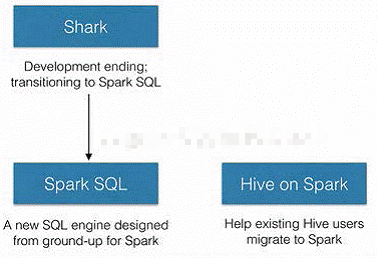 Shark
Development ending;
transitioning to Spark SQL
Spark SQL
Hive on Spark
A new SQL engine designed
from ground-up for Spark
Help existing Hive users
migrate to Spark